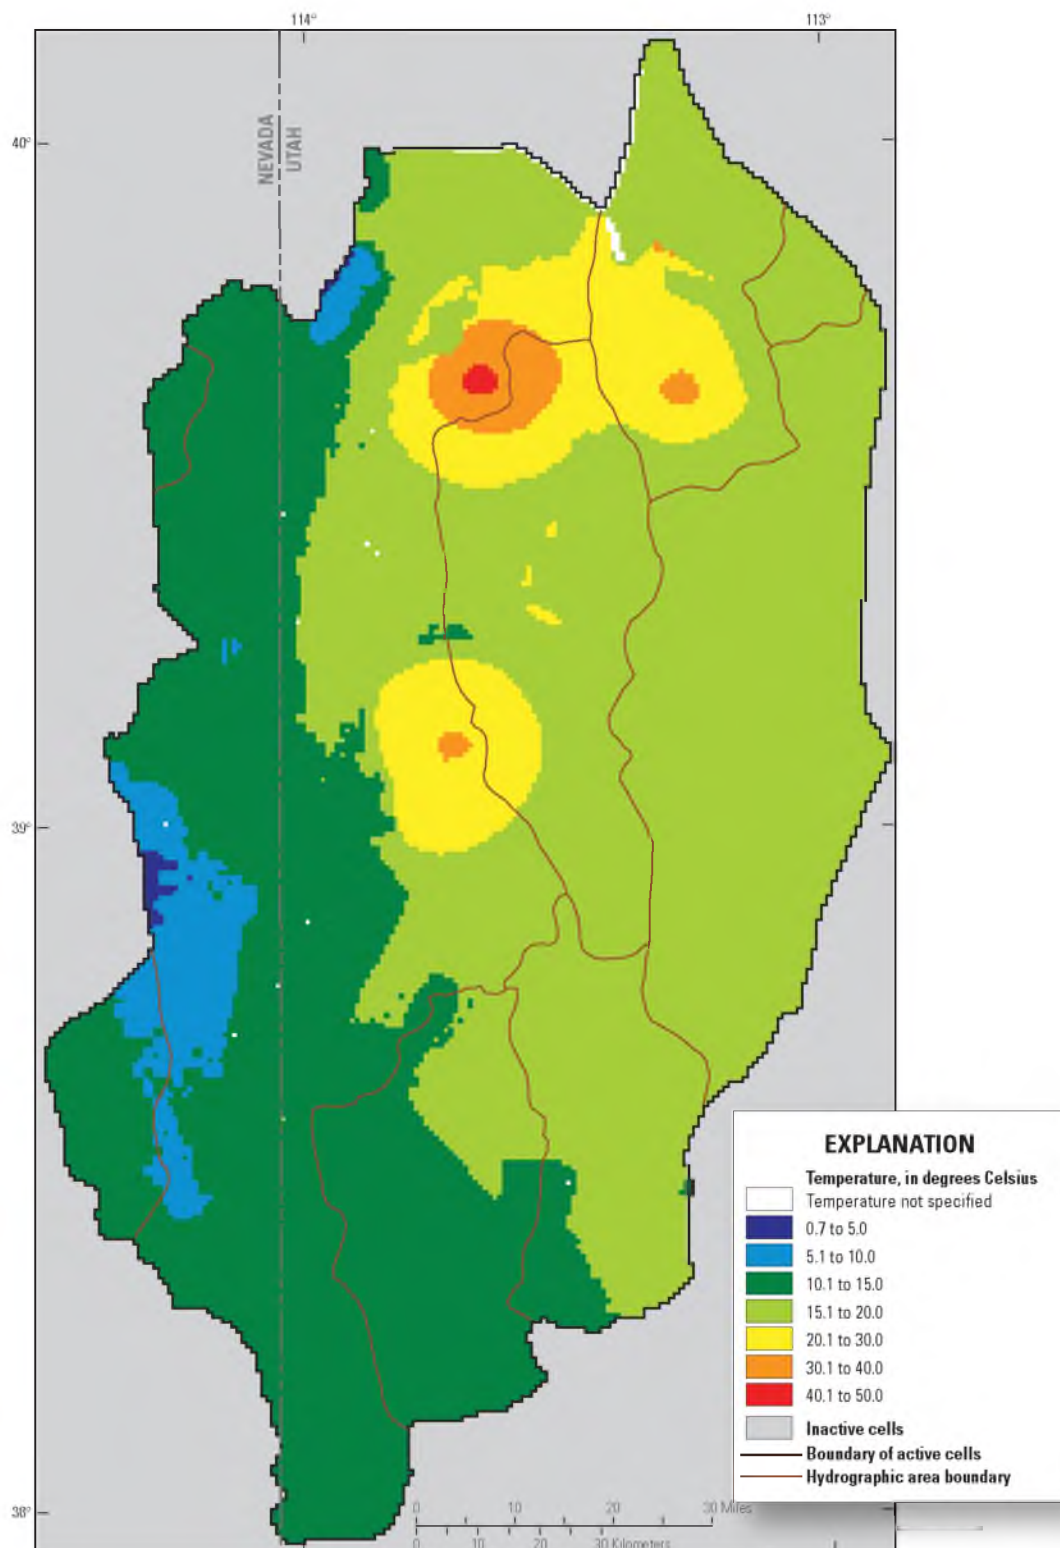 114°
113°
40°
NEVADA
UTAH
39°
EXPLANATION
Temperature, in degrees Celsius
Temperature not specified
0.7 to 5.0
5.1 to 10.0
10.1 to 15.0
15.1 to 20.0
20.1 to 30.0
30.1 to 40.0
40.1 to 50.0
Inactive cells
Boundary of active cells
Hydrographic area boundary
38°
0 10 20 30 Miles
0 10 20 30 Kilometers